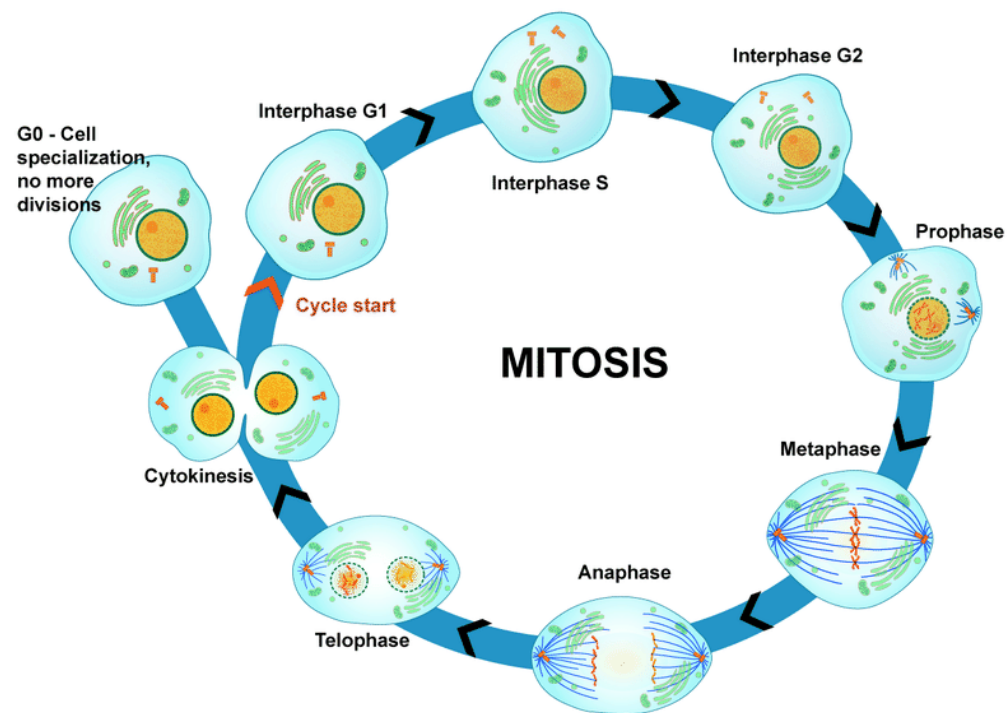 Interphase G2
Interphase G1
G0 - Cell
specialization,
no more
divisions
Interphase S
Prophase
Cycle start
MITOSIS
Metaphase
Cytokinesis
Anaphase
Telophase